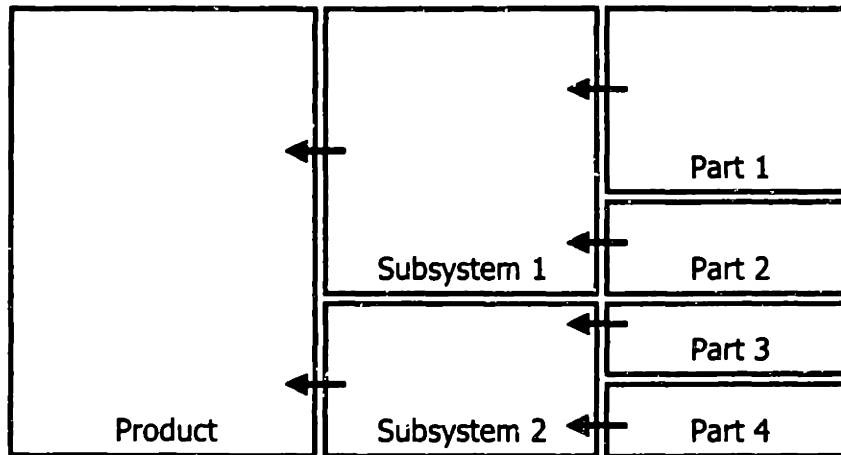 Part 1
Subsystem 1
Part 2
Part 3
Product
Subsystem 2
Part 4